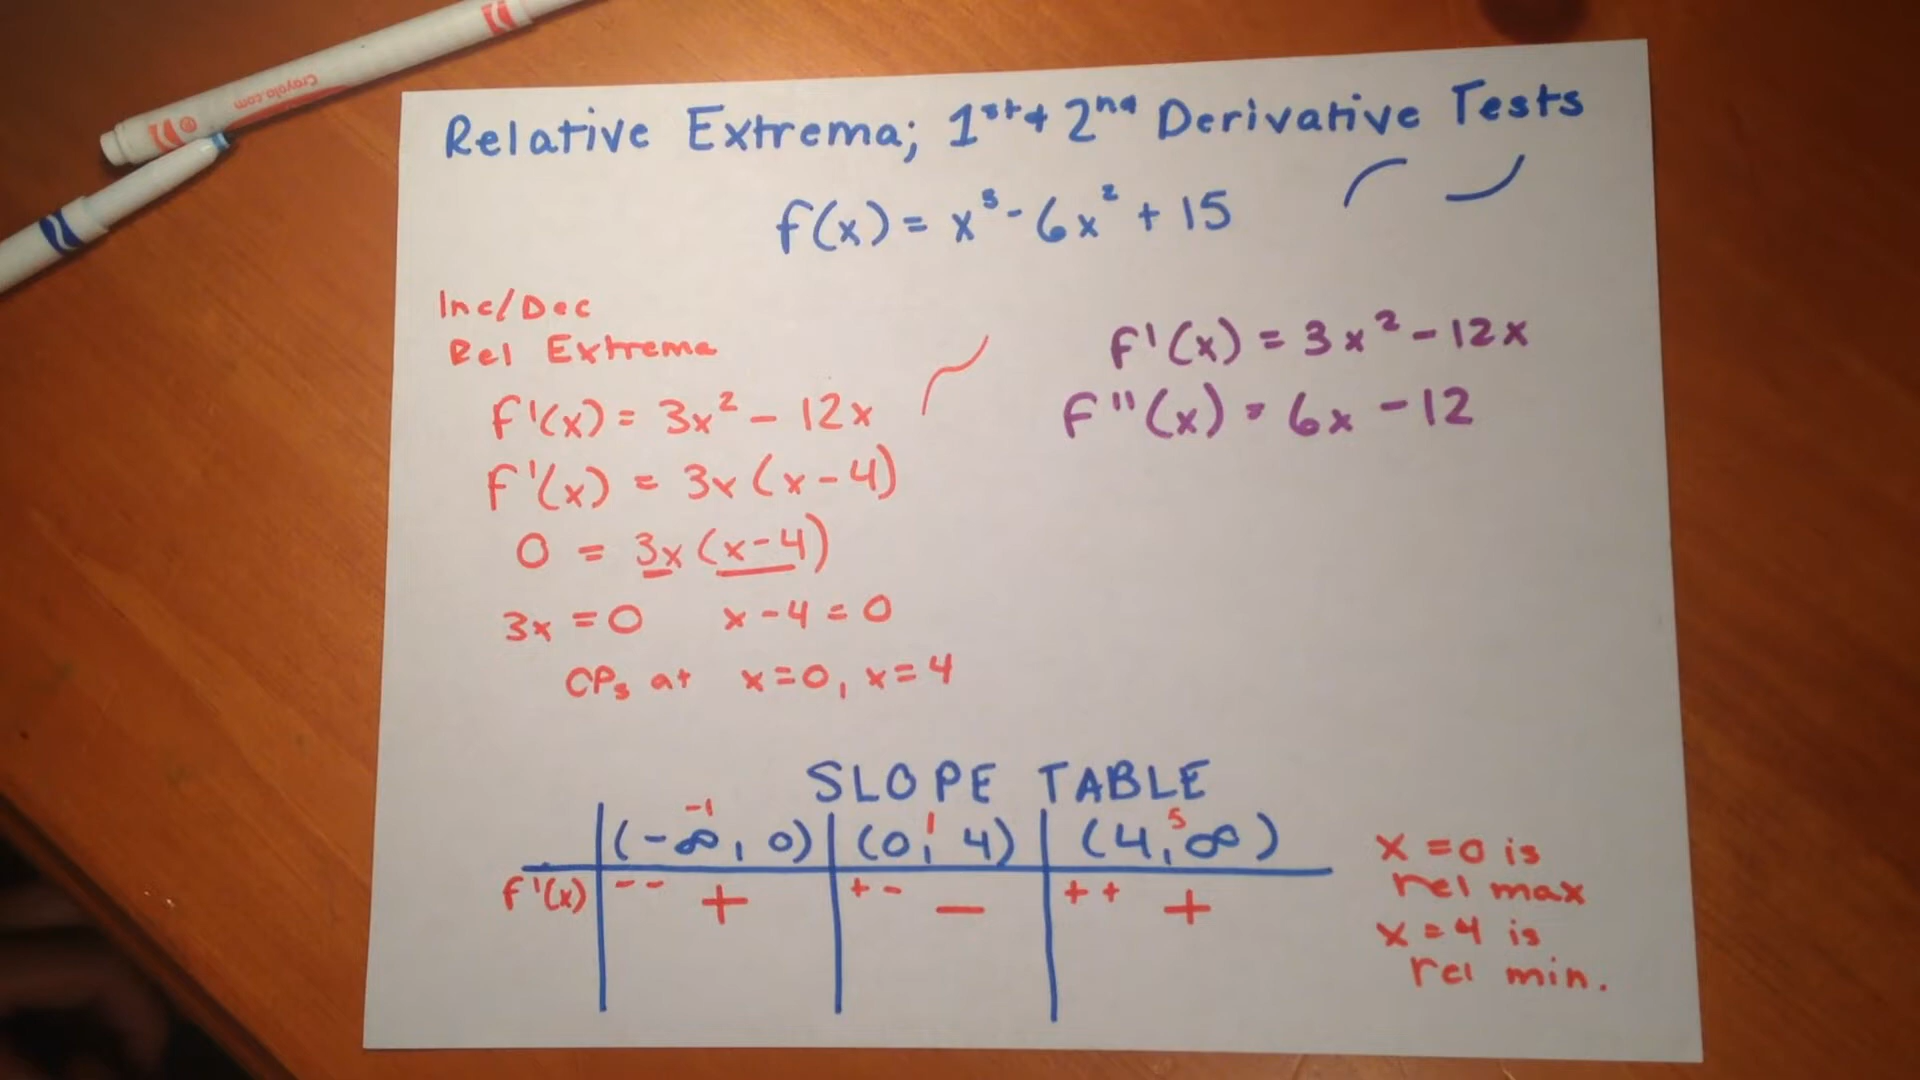 Crayola.com
Relative Extrema; 1st + 2nd Derivative Tests
f(x) = x³ - 6x² + 15
Inc/Dec
Rel Extrema
f'(x) = 3x² - 12x
f'(x) = 3x(x-4)
0 = 3x(x-4)
3x = 0 x-4 = 0
CPs at x=0, x=4
f'(x) = 3x² - 12x
f''(x) = 6x - 12
SLOPE TABLE
-1 1 5
(-∞, 0) (0, 4) (4, ∞)
f'(x) - - + + - - + + +
x = 0 is
rel max
x = 4 is
rel min.